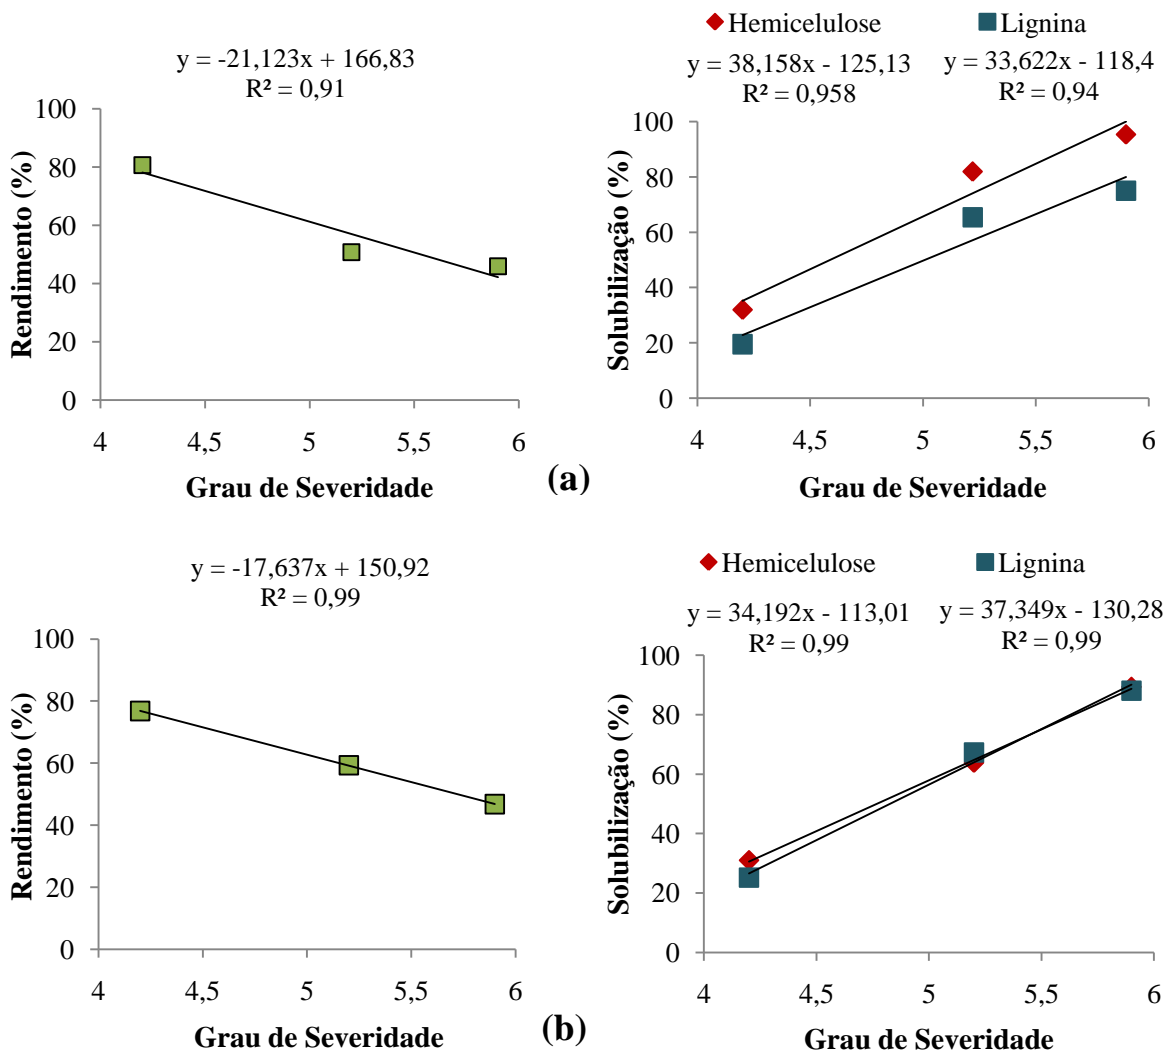 y = -21,123x + 166,83
R² = 0,91
100
80
60
40
20
0
4
4,5
5
5,5
6
Rendimento (%)
Grau de Severidade
Hemicelulose
Lignina
y = 38,158x - 125,13
R² = 0,958
y = 33,622x - 118,4
R² = 0,94
100
80
60
40
20
0
4
4,5
5
5,5
6
Solubilização (%)
Grau de Severidade
(a)
y = -17,637x + 150,92
R² = 0,99
100
80
60
40
20
0
4
4,5
5
5,5
6
Rendimento (%)
Grau de Severidade
Hemicelulose
Lignina
y = 34,192x - 113,01
R² = 0,99
y = 37,349x - 130,28
R² = 0,99
100
80
60
40
20
0
4
4,5
5
5,5
6
Solubilização (%)
Grau de Severidade
(b)